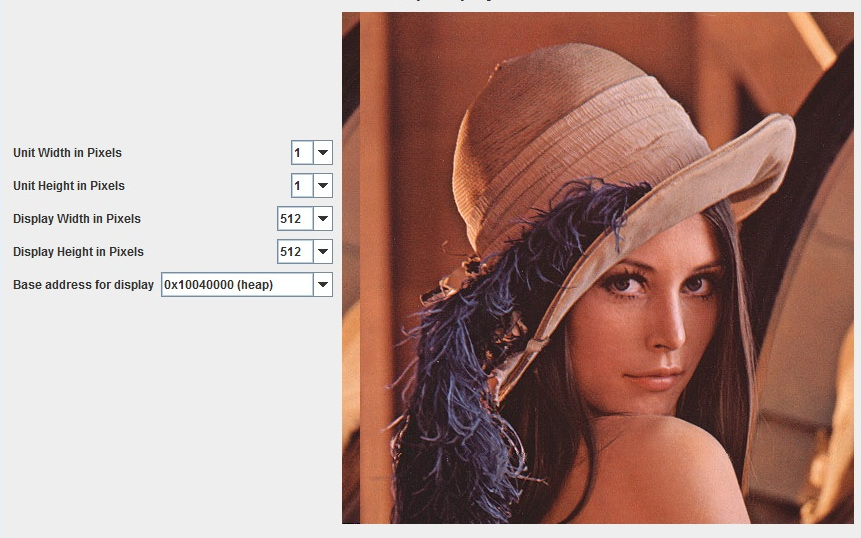 Unit Width in Pixels 1
Unit Height in Pixels 1
Display Width in Pixels 512
Display Height in Pixels 512
Base address for display 0x10040000 (heap)